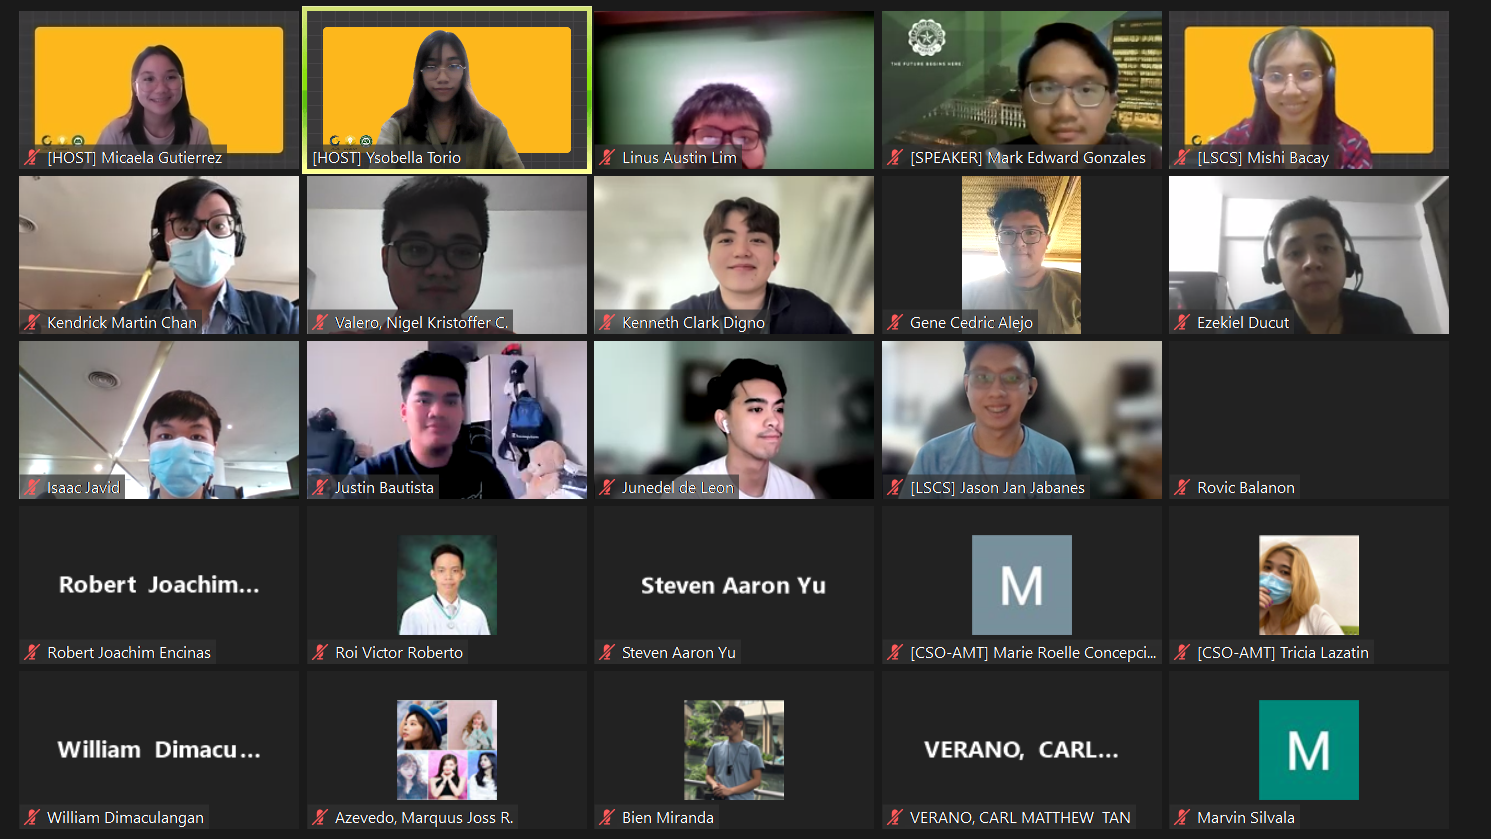 [HOST] Micaela Gutierrez
[HOST] Ysobella Torio
Linus Austin Lim
THE FUTURE BEGINS HERE
[SPEAKER] Mark Edward Gonzales
[LSCS] Mishi Bacay
Kendrick Martin Chan
Valero, Nigel Kristoffer C.
Kenneth Clark Digno
Gene Cedric Alejo
Ezekiel Ducut
Isaac Javid
Justin Bautista
Junedel de Leon
[LSCS] Jason Jan Jabanes
Rovic Balanon
Robert Joachim...
Robert Joachim Encinas
Roi Victor Roberto
Steven Aaron Yu
Steven Aaron Yu
M
[CSO-AMT] Marie Roelle Concepci...
[CSO-AMT] Tricia Lazatin
William Dimacu...
William Dimaculangan
Azevedo, Marquus Joss R.
Bien Miranda
VERANO, CARL...
VERANO, CARL MATTHEW TAN
M
Marvin Silvala